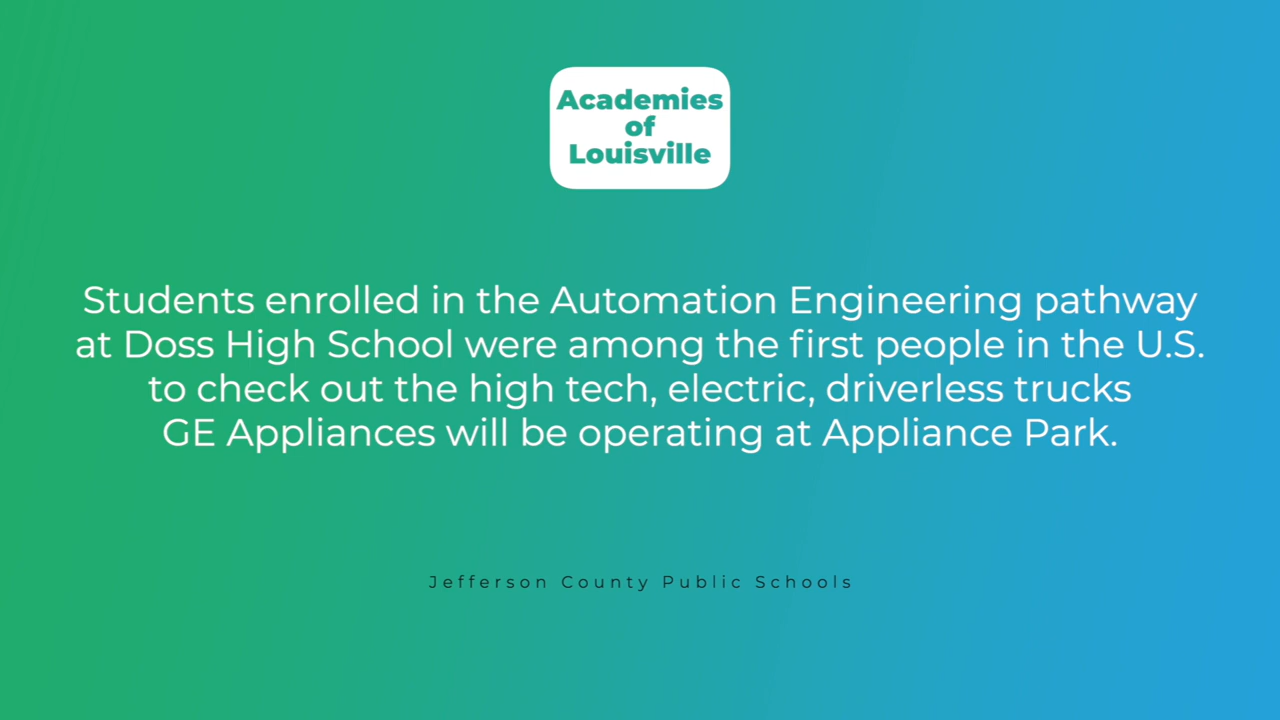 Academies
of
Louisville
Students enrolled in the Automation Engineering pathway
at Doss High School were among the first people in the U.S.
to check out the high tech, electric, driverless trucks
GE Appliances will be operating at Appliance Park.
Jefferson County Public Schools